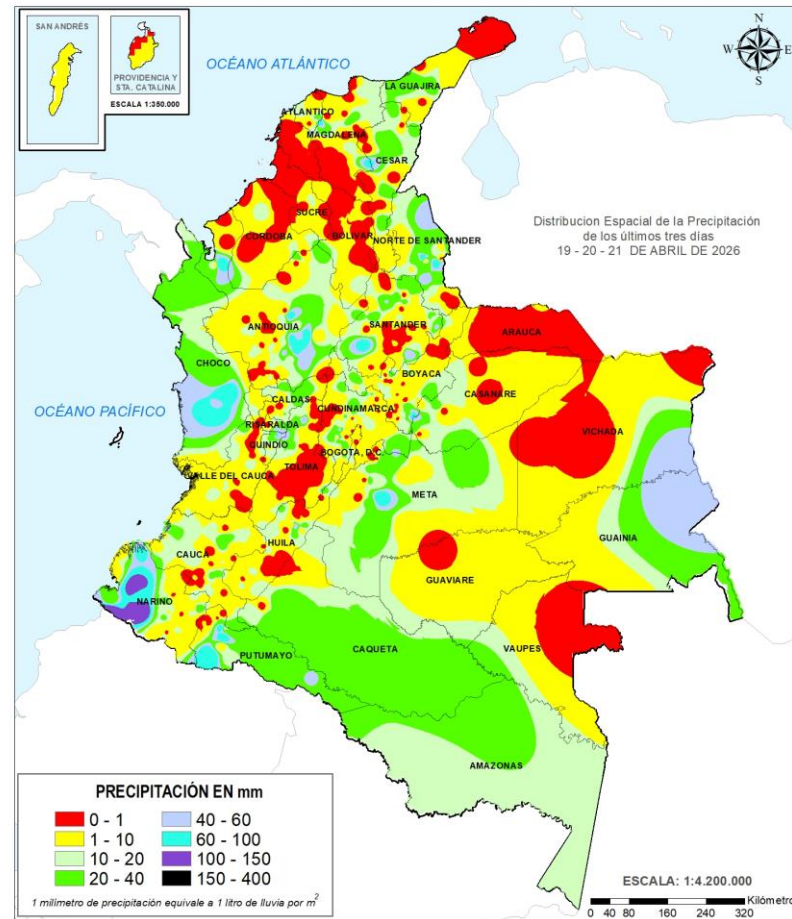 SAN ANDRÉS
PROVIDENCIA Y
STA. CATALINA
ESCALA 1:350.000
OCÉANO ATLÁNTICO
N
W
E
S
LA GUAJIRA
ATLANTICO
MAGDALENA
CESAR
Distribucion Espacial de la Precipitación
de los últimos tres días
19 - 20 - 21 DE ABRIL DE 2026
SUCRE
CORDOBA
BOLIVAR
NORTE DE SANTANDER
ANTIOQUIA
SANTANDER
ARAUCA
CHOCO
BOYACA
CASANARE
OCÉANO PACÍFICO
CALDAS
CUNDINAMARCA
RISARALDA
VICHADA
QUINDIO
BOGOTA, D.C.
TOLIMA
VALLE DEL CAUCA
META
HUILA
GUAINIA
CAUCA
GUAVIARE
NARIÑO
VAUPES
CAQUETA
PUTUMAYO
AMAZONAS
PRECIPITACIÓN EN mm
0 - 1
40 - 60
1 - 10
60 - 100
10 - 20
100 - 150
20 - 40
150 - 400
1 milímetro de precipitación equivale a 1 litro de lluvia por m²
ESCALA: 1:4.200.000
Kilómetro
40 80 160 240 320